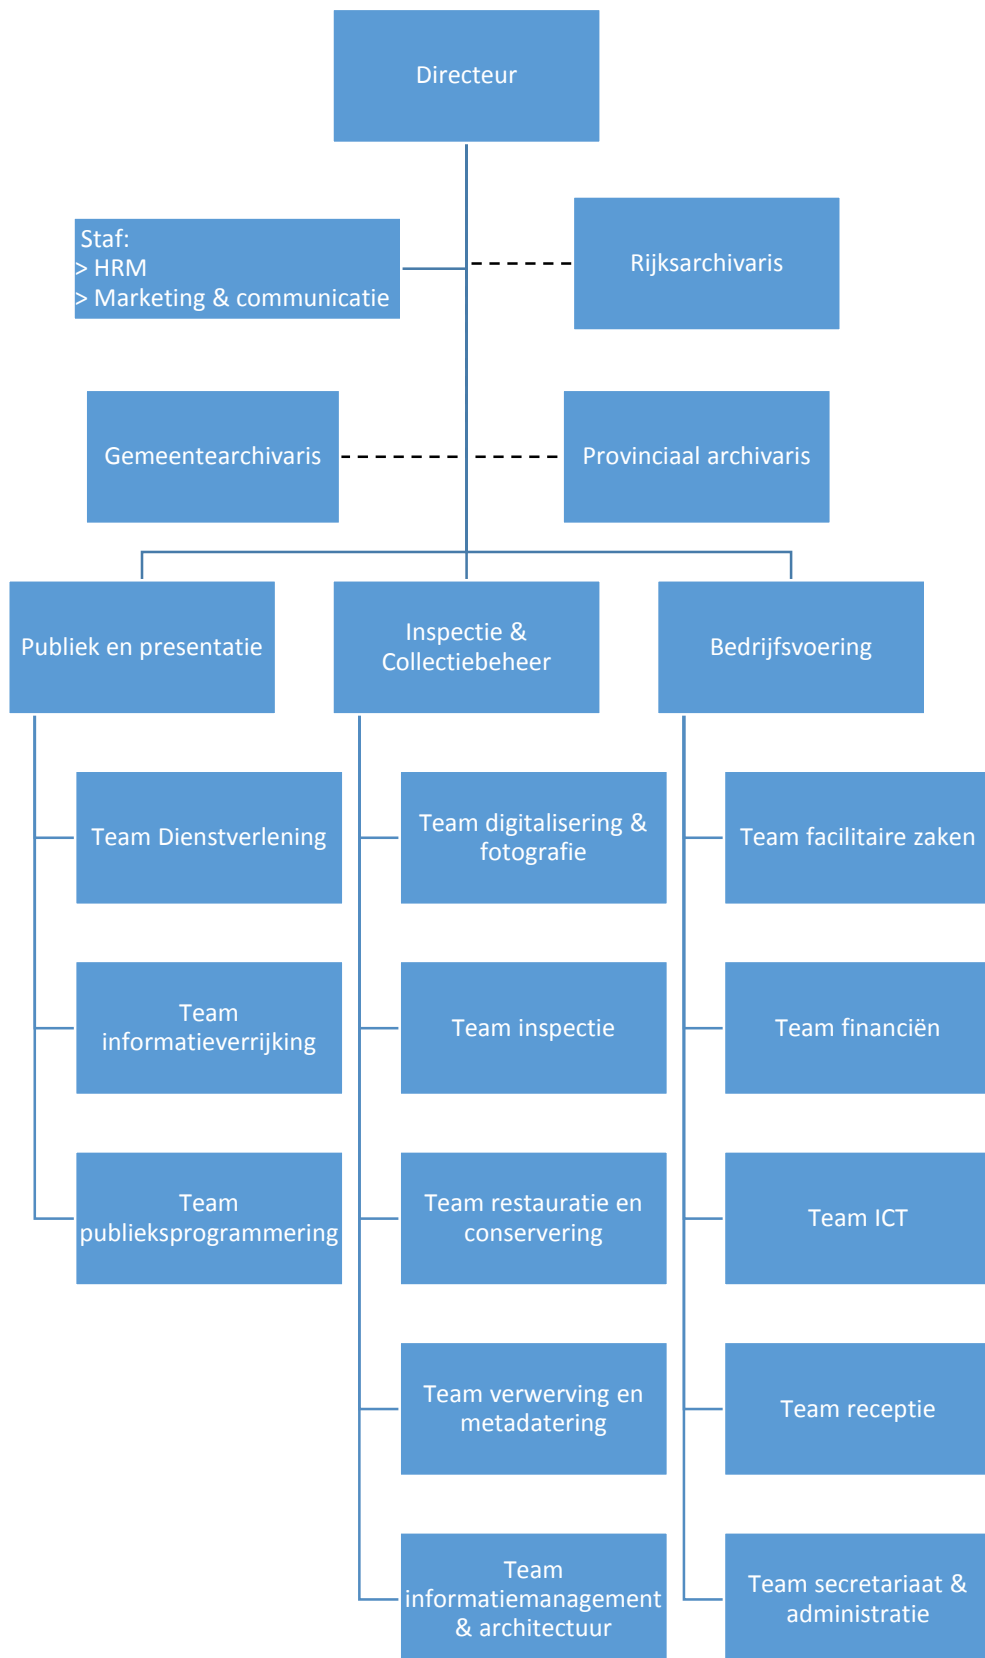 Directeur
Staf:
> HRM
> Marketing & communicatie
Rijksarchivaris
Gemeentearchivaris
Provinciaal archivaris
Publiek en presentatie
Inspectie &
Collectiebeheer
Bedrijfsvoering
Team Dienstverlening
Team
informatieverrijking
Team
publieksprogrammering
Team digitalisering &
fotografie
Team inspectie
Team restauratie en
conservering
Team verwerving en
metadatering
Team
informatiemanagement
& architectuur
Team facilitaire zaken
Team financiën
Team ICT
Team receptie
Team secretariaat &
administratie